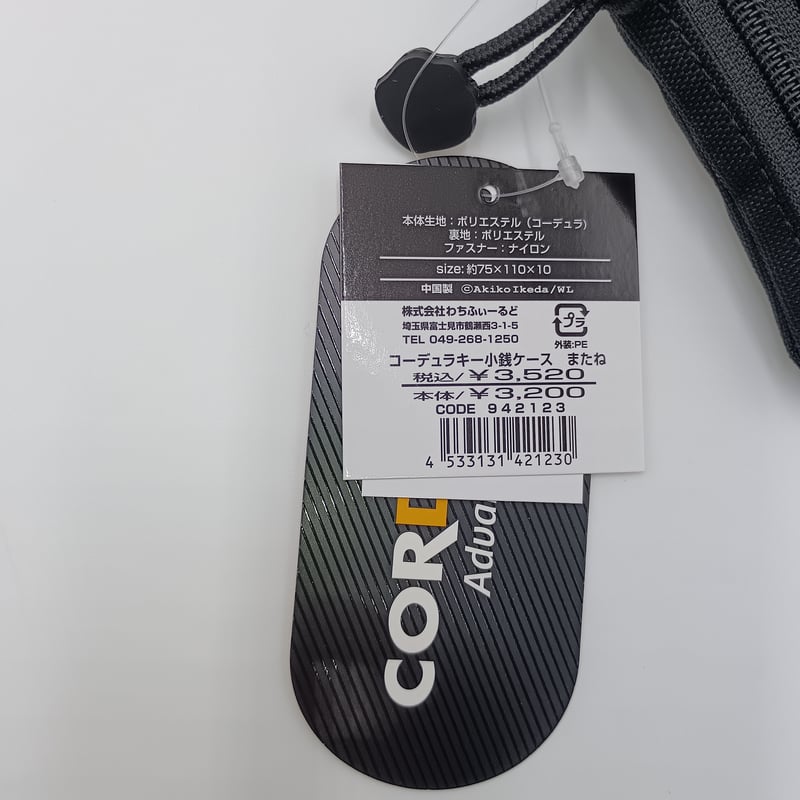 本体生地：ポリエステル（コーデュラ）
裏地：ポリエステル
ファスナー：ナイロン
size:約75×110×10
中国製 ©AkikoIkeda/WL
株式会社わちふぃーるど
埼玉県富士見市鶴瀬西3-1-5
TEL 049-268-1250
プラ
外装:PE
コーデュラキー小銭ケース またね
税込/￥3,520
本体/￥3,200
CODE 942123
4 533131 421230
CORD
Adva